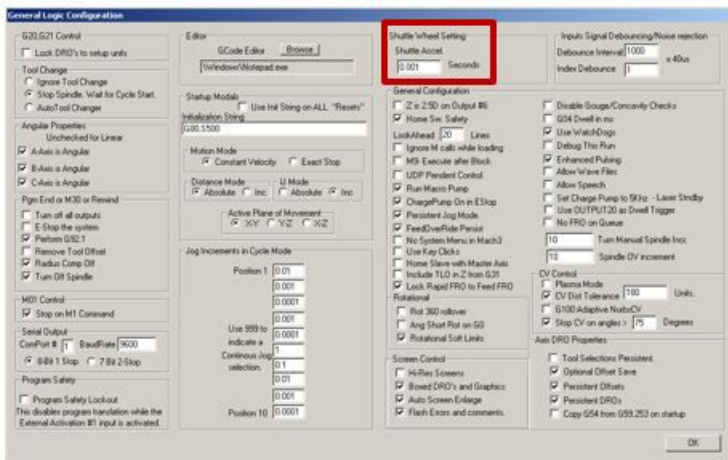 General Logic Configuration
G20,G21 Control
Lock DRO's to setup units
Tool Change
Ignore Tool Change
Stop Spindle. Wait for Cycle Start.
AutoTool Changer
Angular Properties
Unchecked for Linear
A-Axis is Angular
B-Axis is Angular
C-Axis is Angular
Pgm End or M30 or Rewind
Turn off all outputs
E-Stop the system
Perform G92.1
Remove Tool Offset
Radius Comp Off
Turn Off Spindle
M01 Control
Stop on M1 Command
Serial Output
ComPort # 1 BaudRate 9600
8-Bit 1 Stop 7 Bit 2-Stop
Program Safety
Program Safety Lockout
This disables program translation while the
External Activation #1 input is activated.
Editor
GCode Editor Browse
\Windows\Notepad.exe
Startup Modals
Use Init String on ALL "Resets"
Initialization String
G80,S500
Motion Mode
Constant Velocity Exact Stop
Distance Mode
Absolute Inc
IJ Mode
Absolute Inc
Active Plane of Movement
X-Y Y-Z X-Z
Jog Increments in Cycle Mode
Position 1 0.01
0.001
0.0001
0.001
Use 999 to
indicate a
Continous Jog
selection.
1
0.1
0.01
0.001
Position 10 0.0001
Shuttle Wheel Setting
Shuttle Accel.
0.001 Seconds
General Configuration
Z is 2.5D on Output #6
Home Sw. Safety
LookAhead 20 Lines
Ignore M calls while loading
M9- Execute after Block
UDP Pendent Control
Run Macro Pump
ChargePump On in EStop
Persistent Jog Mode.
FeedOveRide Persist
No System Menu in Mach3
Use Key Clicks
Home Slave with Master Axis
Include TLO in Z from G31
Lock Rapid FRO to Feed FRO
Rotational
Rot 360 rollover
Ang Short Rot on G0
Rotational Soft Limits
Screen Control
Hi-Res Screens
Boxed DRO's and Graphics
Auto Screen Enlarge
Flash Errors and comments.
Inputs Signal Debouncing/Noise rejection
Debounce Interval: 1000 x 40us
Index Debounce 1
Disable Gouge/Concavity Checks
G04 Dwell in ms
Use WatchDogs
Debug This Run
Enhanced Pulsing
Allow Wave Files
Allow Speech
Set Charge Pump to 5Khz - Laser Stndby
Use OUTPUT20 as Dwell Trigger
No FRO on Queue
10 Turn Manual Spindle Incr.
10 Spindle OV increment
CV Control
Plasma Mode
CV Dist Tolerance 180 Units.
G100 Adaptive NurbsCV
Stop CV on angles > 75 Degrees
Axis DRO Properties
Tool Selections Persistent.
Optional Offset Save
Persistent Offsets
Persistent DROs
Copy G54 from G59.253 on startup
OK